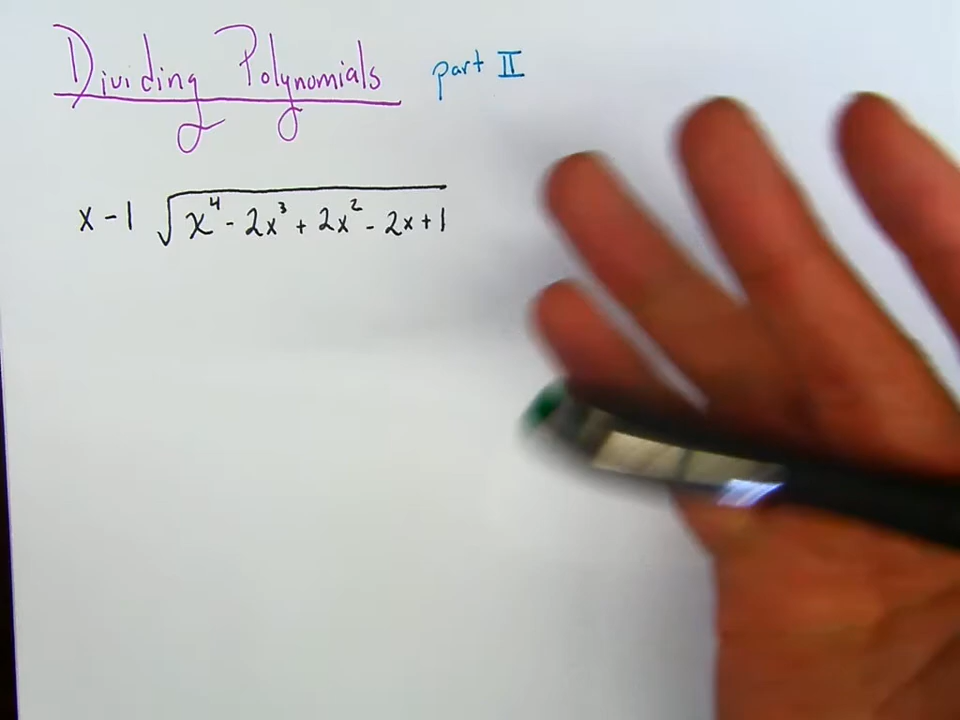 Dividing Polynomials part II
x - 1 √x⁴ - 2x³ + 2x² - 2x + 1